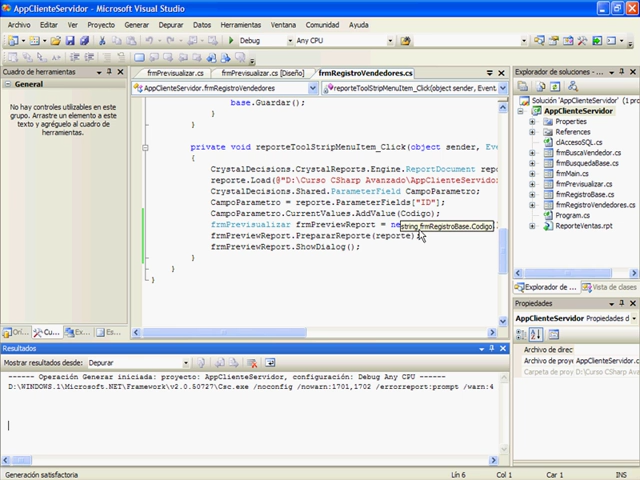 AppClienteServidor - Microsoft Visual Studio
Archivo Editar Ver Proyecto Generar Depurar Datos Herramientas Ventana Comunidad Ayuda
Debug Any CPU
Cuadro de herramientas
General
No hay controles utilizables en este grupo. Arrastre un elemento a este texto y agréguelo al cuadro de herramientas.
frmPrevisualizar.cs frmPrevisualizar.cs [Diseño] frmRegistroVendedores.cs
AppClienteServidor.frmRegistroVendedores reporteToolStripMenuItem_Click(object sender, Event
base.Guardar();
}
}
private void reporteToolStripMenuItem_Click(object sender, Eve
{
CrystalDecisions.CrystalReports.Engine.ReportDocument repo
reporte.Load(@"D:\Curso CSharp Avanzado\AppClienteServidor
CrystalDecisions.Shared.ParameterField CampoParametro;
CampoParametro = reporte.ParameterFields["ID"];
CampoParametro.CurrentValues.AddValue(Codigo);
frmPrevisualizar frmPreviewReport = ne
string frmRegistroBase.Codigo
frmPreviewReport.PrepararReporte(reporte);
frmPreviewReport.ShowDialog();
}
}
}
Explorador de soluciones - ...
Solución 'AppClienteServidor' (
AppClienteServidor
Properties
References
clAccesoSQL.cs
frmBuscaVendedor.cs
frmBusquedaBase.cs
frmMain.cs
frmPrevisualizar.cs
frmRegistroBase.cs
frmRegistroVendedores.cs
Program.cs
ReporteVentas.rpt
Explorador de... Vista de clases
Propiedades
AppClienteServidor Propiedades d
Archivo de direc
Archivo de proye AppClienteServidor.c
Carpeta de proye D:\Curso CSharp Ava
Orí... Cu... Ex... Es...
Resultados
Mostrar resultados desde: Depurar
------ Operación Generar iniciada: proyecto: AppClienteServidor, configuración: Debug Any CPU ------
D:\WINDOWS.1\Microsoft.NET\Framework\v2.0.50727\Csc.exe /noconfig /nowarn:1701,1702 /errorreport:prompt /warn:4
Generación satisfactoria Lín 6 Col 1 Car 1 INS